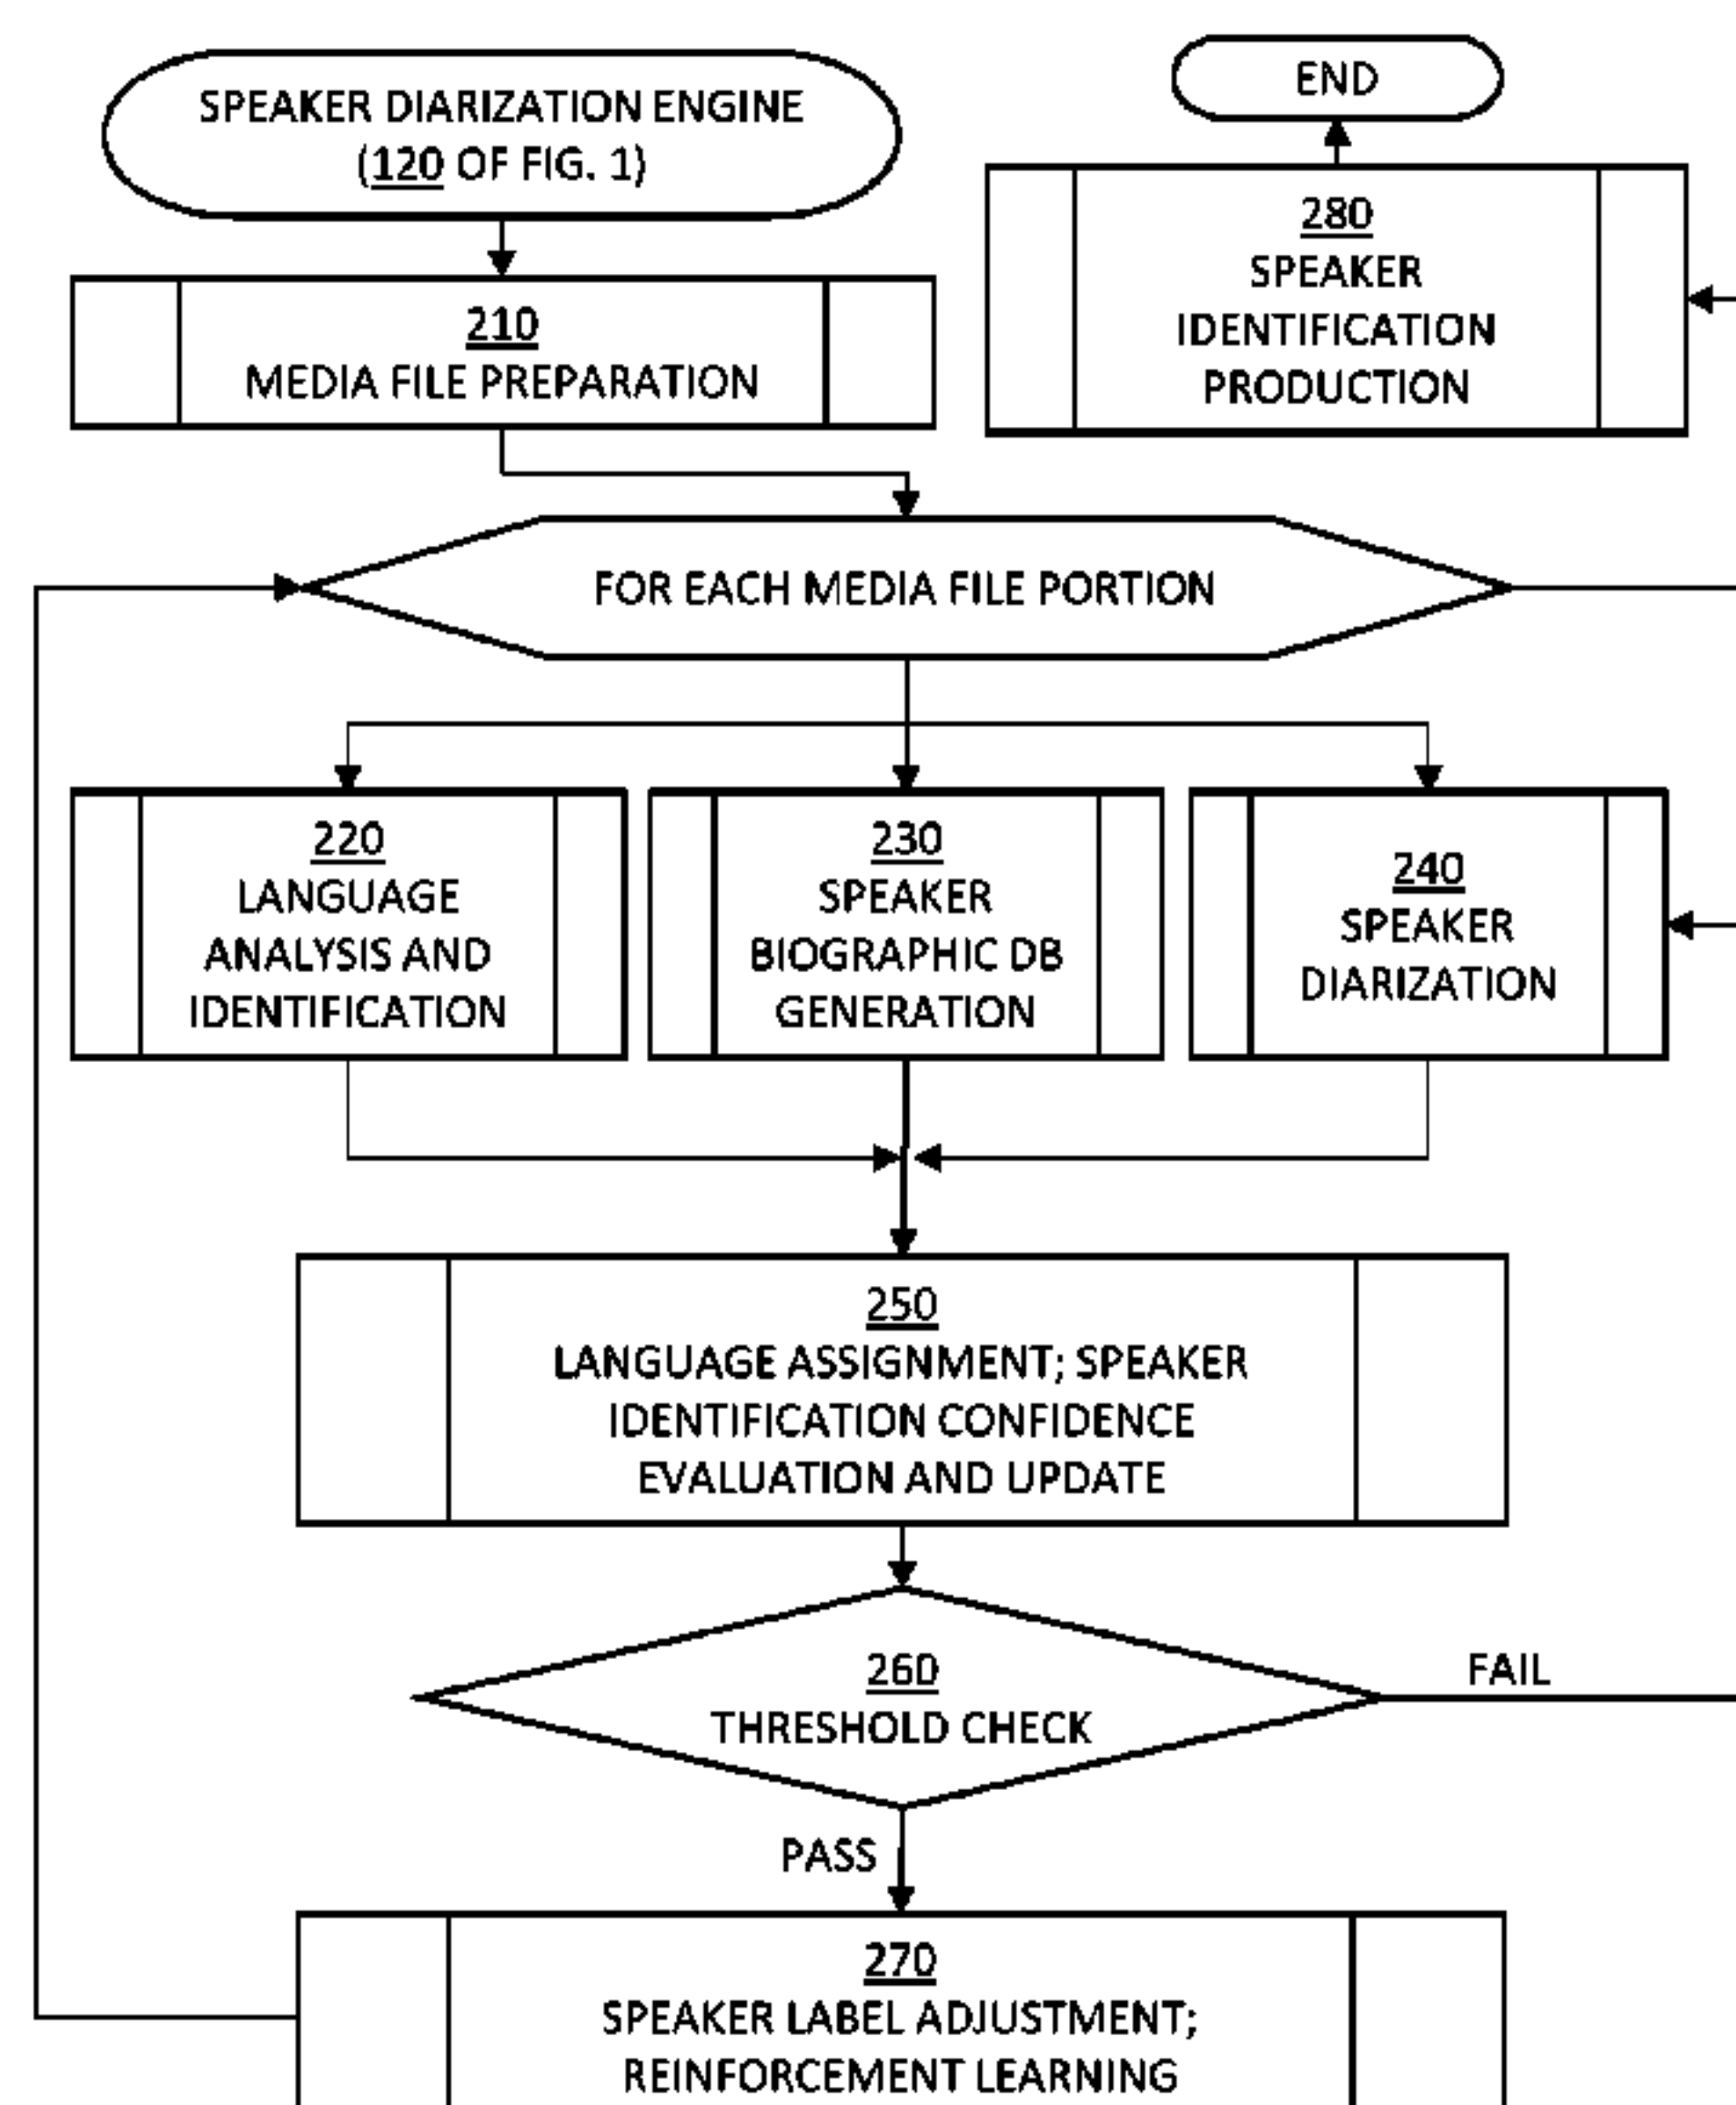 SPEAKER DIARIZATION ENGINE
(120 OF FIG. 1)
END
280
SPEAKER
IDENTIFICATION
PRODUCTION
210
MEDIA FILE PREPARATION
FOR EACH MEDIA FILE PORTION
220
LANGUAGE
ANALYSIS AND
IDENTIFICATION
230
SPEAKER
BIOGRAPHIC DB
GENERATION
240
SPEAKER
DIARIZATION
250
LANGUAGE ASSIGNMENT; SPEAKER
IDENTIFICATION CONFIDENCE
EVALUATION AND UPDATE
260
THRESHOLD CHECK
FAIL
PASS
270
SPEAKER LABEL ADJUSTMENT;
REINFORCEMENT LEARNING